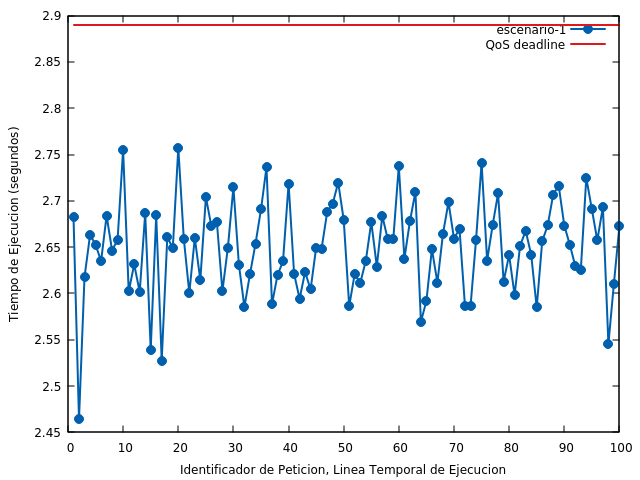 2.9
2.85
2.8
2.75
2.7
2.65
2.6
2.55
2.5
2.45
escenario-1
QoS deadline
Tiempo de Ejecucion (segundos)
0 10 20 30 40 50 60 70 80 90 100
Identificador de Peticion, Linea Temporal de Ejecucion